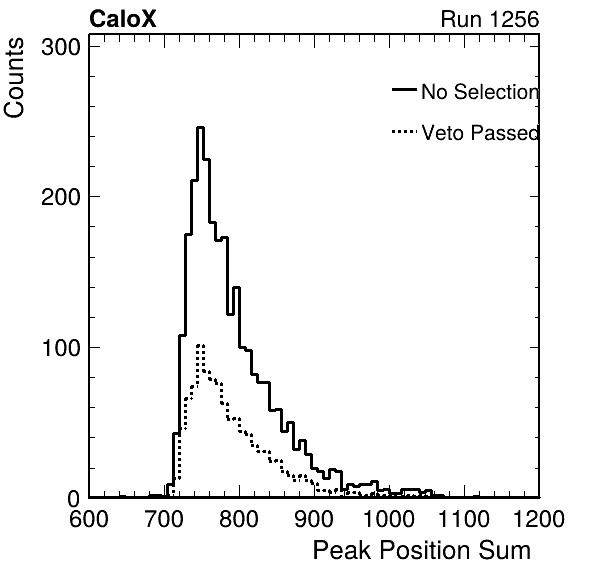 CaloX Run 1256
Counts
300
200
100
0
No Selection
Veto Passed
600 700 800 900 1000 1100 1200
Peak Position Sum